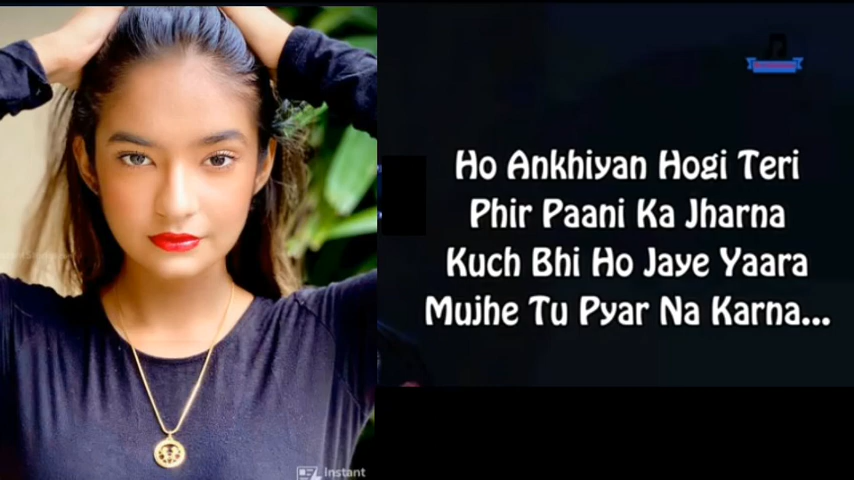 Ho Ankhiyan Hogi Teri
Phir Paani Ka Jharna
Kuch Bhi Ho Jaye Yaara
Mujhe Tu Pyar Na Karna...
Instant